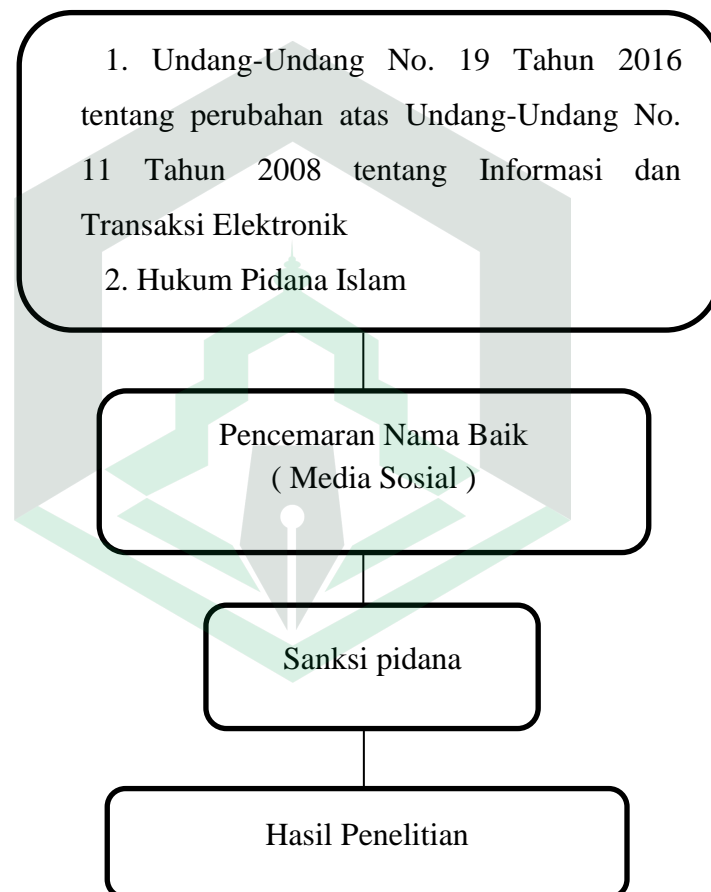 1. Undang-Undang No. 19 Tahun 2016
tentang perubahan atas Undang-Undang No.
11 Tahun 2008 tentang Informasi dan
Transaksi Elektronik
2. Hukum Pidana Islam
Pencemaran Nama Baik
( Media Sosial )
Sanksi pidana
Hasil Penelitian